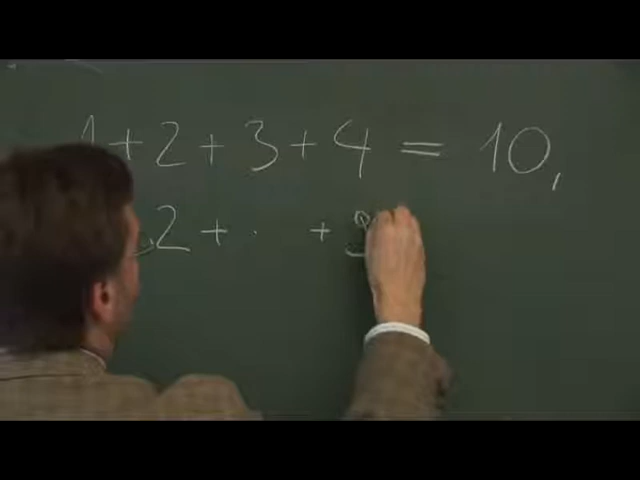 1+2+3+4 = 10,
2 + . +